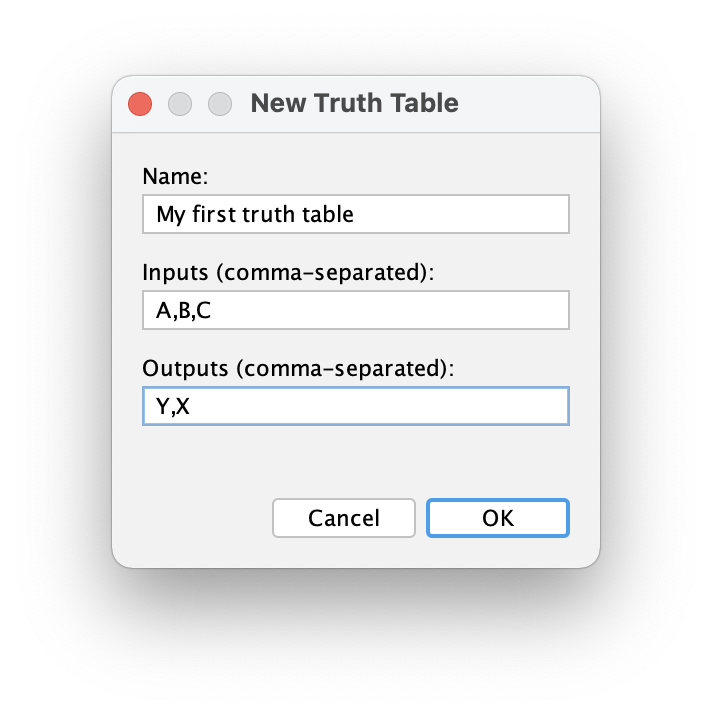 New Truth Table
Name:
My first truth table
Inputs (comma-separated):
A,B,C
Outputs (comma-separated):
Y,X
Cancel
OK